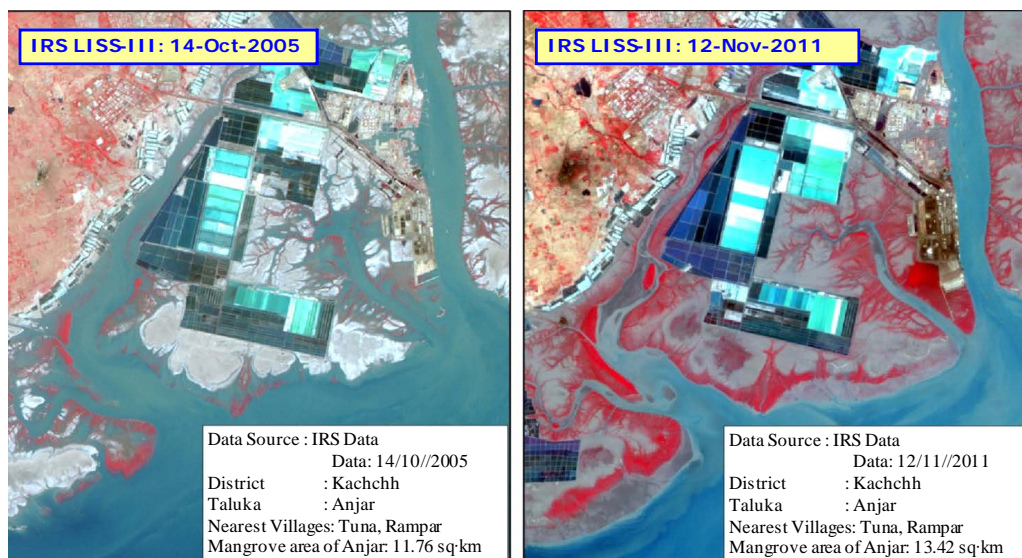 IRS LISS-III: 14-Oct-2005
Data Source : IRS Data
Data: 14/10//2005
District : Kachchh
Taluka : Anjar
Nearest Villages: Tuna, Rampar
Mangrove area of Anjar: 11.76 sq·km
IRS LISS-III: 12-Nov-2011
Data Source : IRS Data
Data: 12/11//2011
District : Kachchh
Taluka : Anjar
Nearest Villages: Tuna, Rampar
Mangrove area of Anjar: 13.42 sq·km